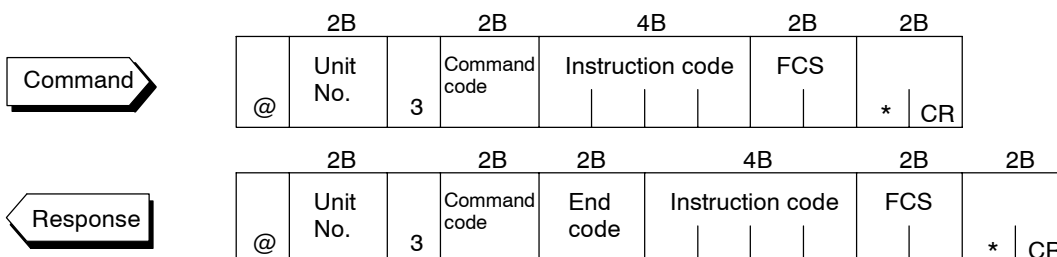 2B 2B 4B 2B 2B
Command
@ Unit No. 3 Command code Instruction code FCS * CR
2B 2B 2B 4B 2B 2B
Response
@ Unit No. 3 Command code End code Instruction code FCS * CR